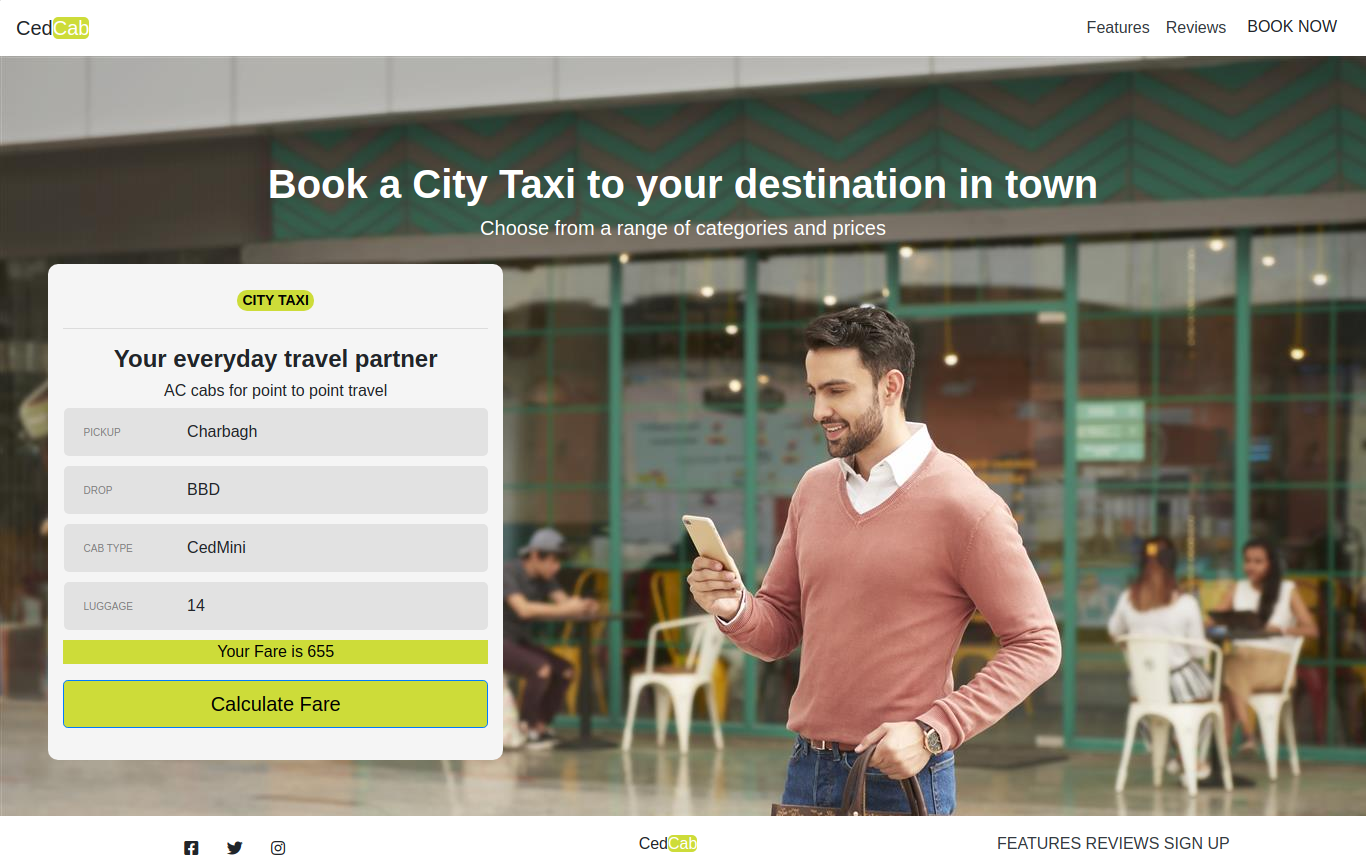 CedCab
Features Reviews BOOK NOW
Book a City Taxi to your destination in town
Choose from a range of categories and prices
CITY TAXI
Your everyday travel partner
AC cabs for point to point travel
PICKUP Charbagh
DROP BBD
CAB TYPE CedMini
LUGGAGE 14
Your Fare is 655
Calculate Fare
CedCab
FEATURES REVIEWS SIGN UP